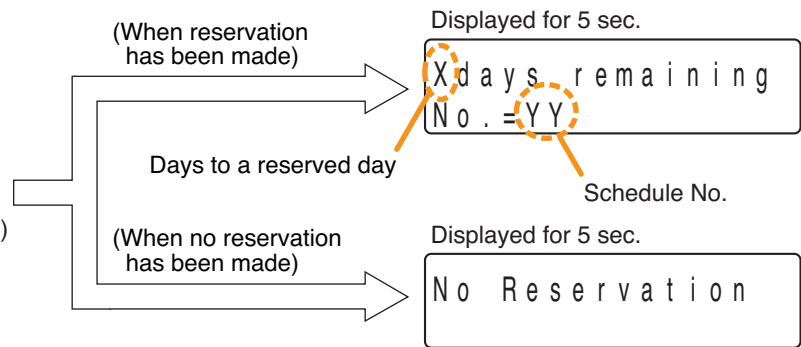 (When reservation
has been made)
Displayed for 5 sec.
Xdays remaining
No.=YY
Days to a reserved day
Schedule No.
)
(When no reservation
has been made)
Displayed for 5 sec.
No Reservation